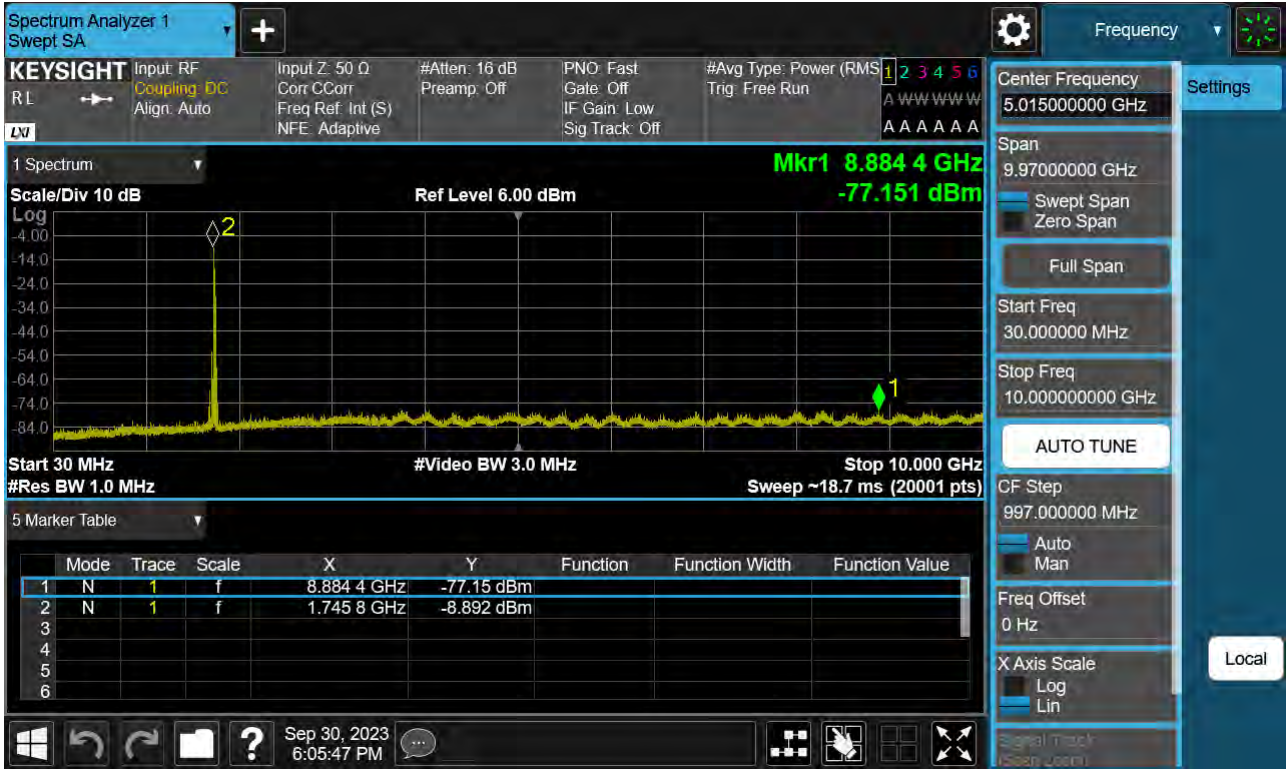 Spectrum Analyzer 1
Swept SA
+
Frequency
KEYSIGHT
RL
LXI
Input: RF
Coupling: DC
Align: Auto
Input Z: 50 Ω
Corr CCorr
Freq Ref: Int (S)
NFE: Adaptive
#Atten: 16 dB
Preamp: Off
PNO: Fast
Gate: Off
IF Gain: Low
Sig Track: Off
#Avg Type: Power (RMS
Trig: Free Run
1 2 3 4 5 6
A W W W W W
A A A A A A
Center Frequency
5.015000000 GHz
Settings
1 Spectrum
Mkr1 8.884 4 GHz
-77.151 dBm
Scale/Div 10 dB
Ref Level 6.00 dBm
Log
-4.00
-14.0
-24.0
-34.0
-44.0
-54.0
-64.0
-74.0
-84.0
2
1
Start 30 MHz
#Video BW 3.0 MHz
Stop 10.000 GHz
#Res BW 1.0 MHz
Sweep ~18.7 ms (20001 pts)
Span
9.97000000 GHz
Swept Span
Zero Span
Full Span
Start Freq
30.000000 MHz
Stop Freq
10.000000000 GHz
AUTO TUNE
CF Step
997.000000 MHz
Auto
Man
Freq Offset
0 Hz
X Axis Scale
Log
Lin
Signal Track
(Span Zoom)
Local
5 Marker Table
Mode Trace Scale X Y Function Function Width Function Value
1 N 1 f 8.884 4 GHz -77.15 dBm
2 N 1 f 1.745 8 GHz -8.892 dBm
3
4
5
6
?
Sep 30, 2023
6:05:47 PM